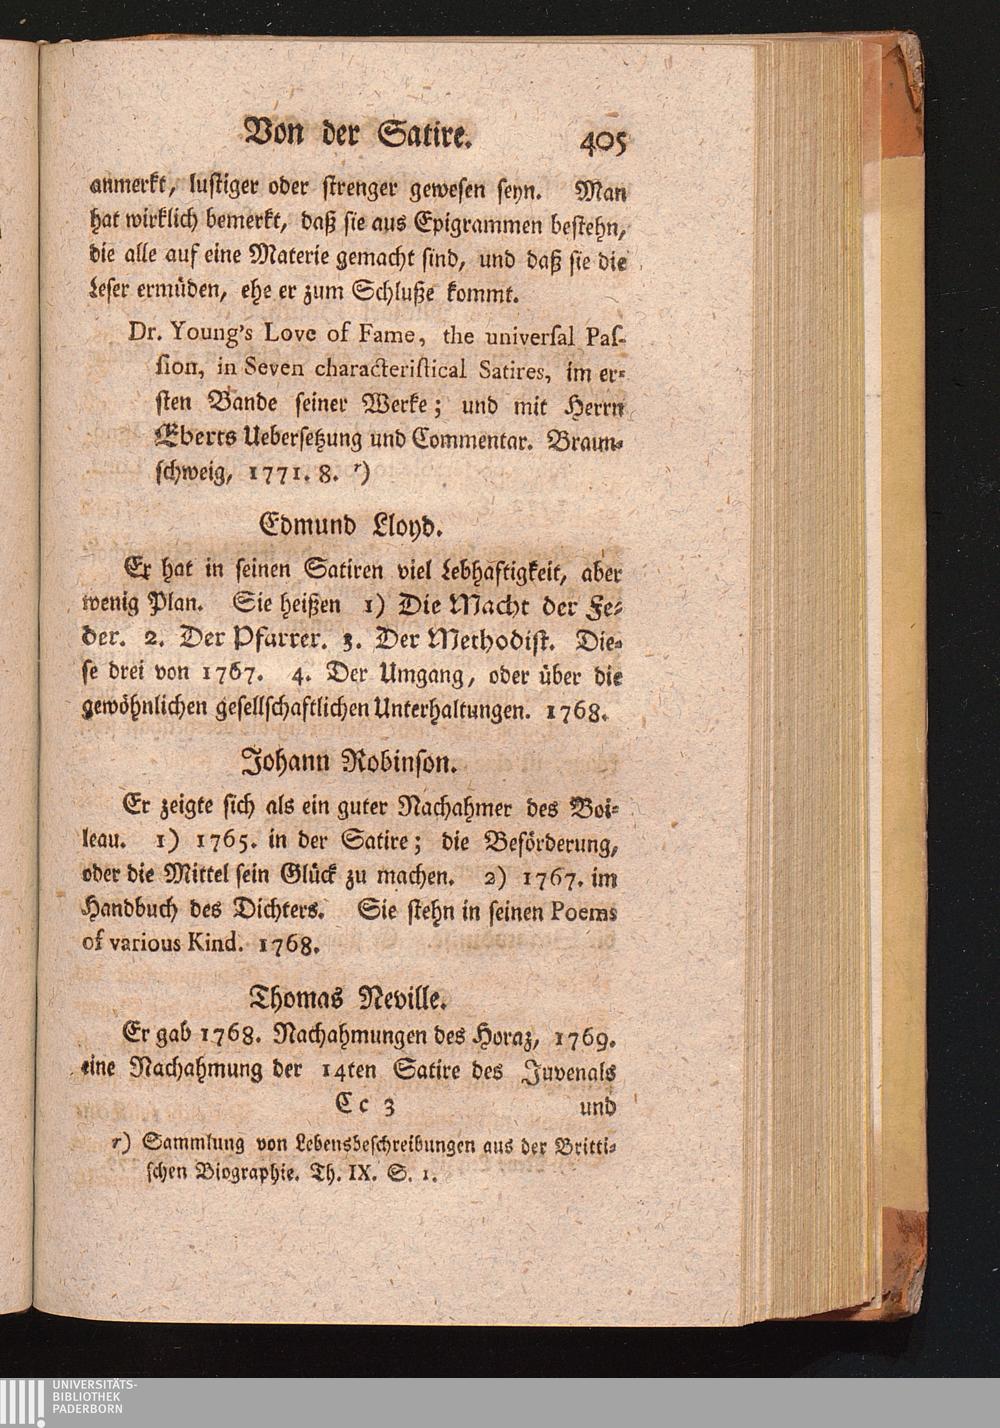 Von der Satire. 405
anmerkt, lustiger oder strenger gewesen seyn. Man
hat wirklich bemerkt, daß sie aus Epigrammen bestehn,
die alle auf eine Materie gemacht sind, und daß sie die
Leser ermüden, ehe er zum Schluße kommt.
Dr. Young's Love of Fame, the universal Paſ-
ſion, in Seven characteriſtical Satires, im er=
sten Bande seiner Werke; und mit Herrn
Eberts Uebersetzung und Commentar. Braun=
schweig, 1771. 8. r)
Edmund Lloyd.
Er hat in seinen Satiren viel Lebhaftigkeit, aber
wenig Plan. Sie heißen 1) Die Macht der Fe=
der. 2. Der Pfarrer. 3. Der Methodist. Die=
se drei von 1767. 4. Der Umgang, oder über die
gewöhnlichen gesellschaftlichen Unterhaltungen. 1768.
Johann Robinson.
Er zeigte sich als ein guter Nachahmer des Boi=
leau. 1) 1765. in der Satire; die Beförderung,
oder die Mittel sein Glück zu machen. 2) 1767. im
Handbuch des Dichters. Sie stehn in seinen Poems
of various Kind. 1768.
Thomas Neville.
Er gab 1768. Nachahmungen des Horaz, 1769.
eine Nachahmung der 14ten Satire des Juvenals
Cc 3 und
r) Sammlung von Lebensbeschreibungen aus der Britti=
schen Biographie. Th. IX. S. 1.
UNIVERSITÄTS-
BIBLIOTHEK
PADERBORN